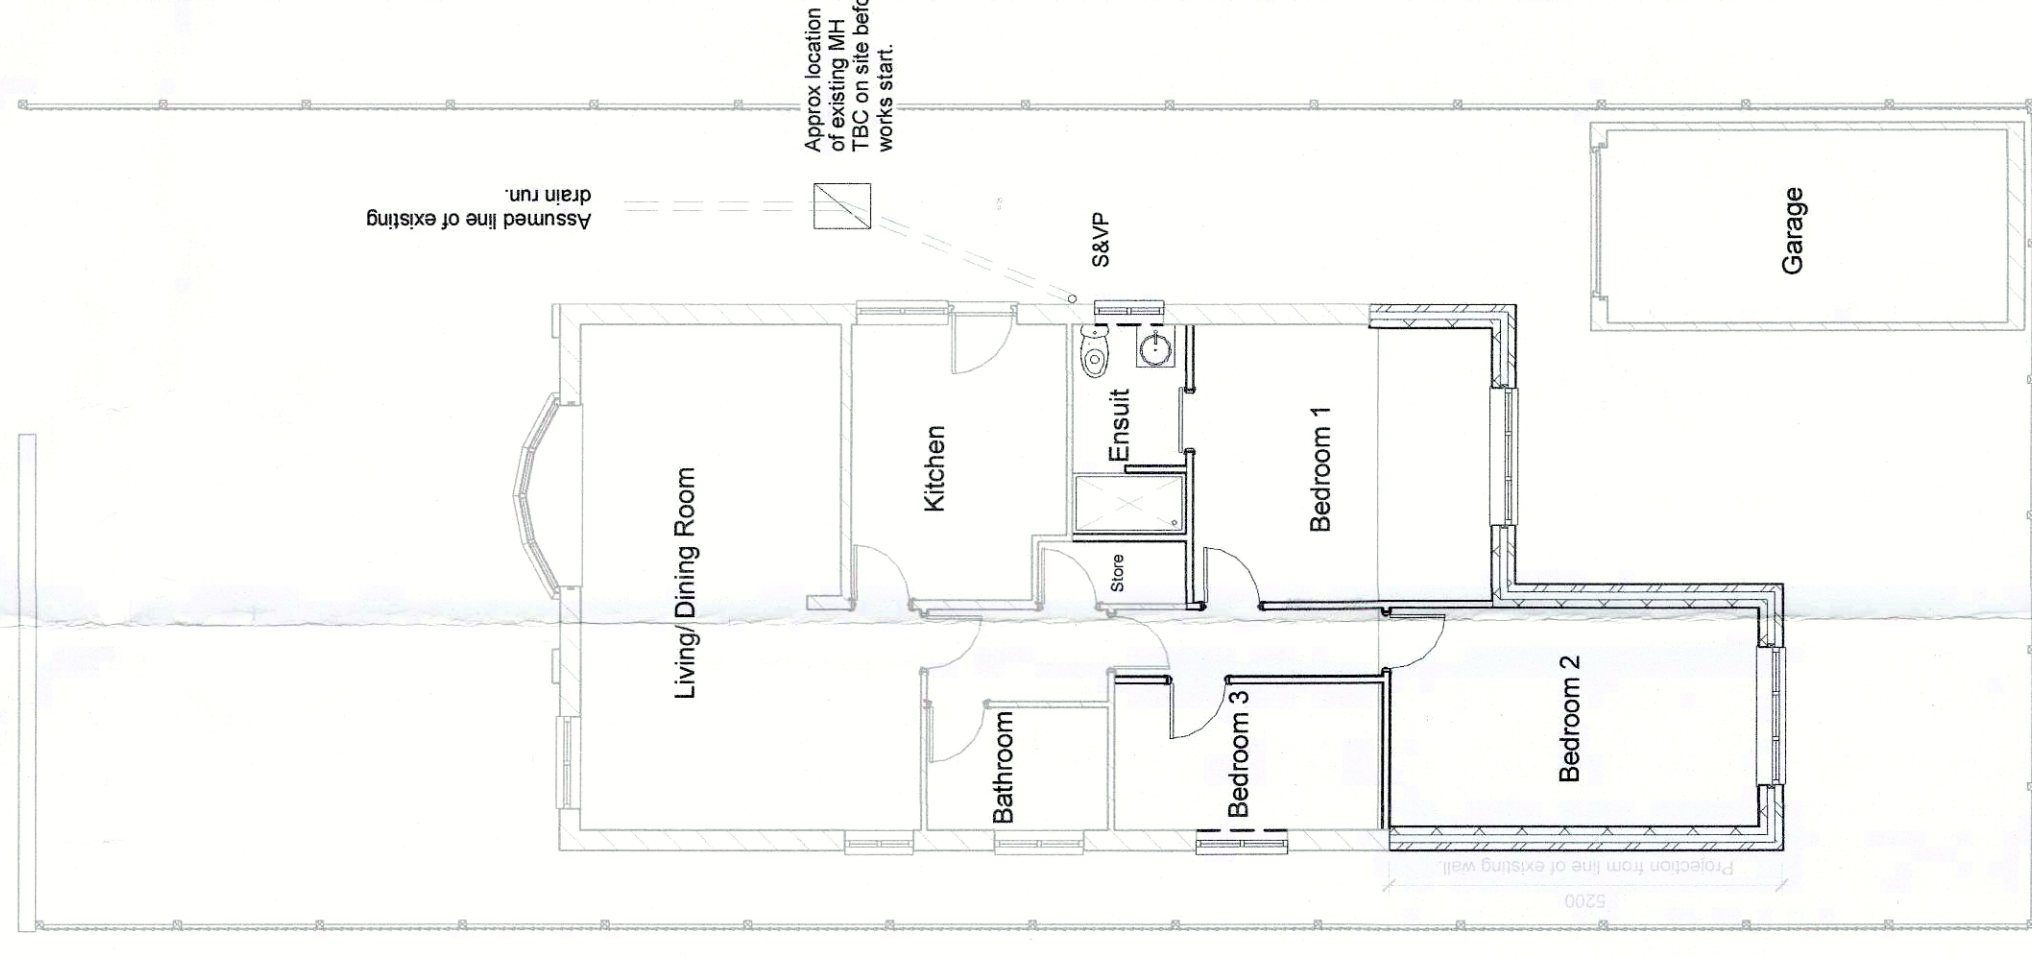 Approx location
of existing MH
TBC on site befo
works start.
Assumed line of existing
drain run.
S&VP
Garage
Living/ Dining Room
Kitchen
Ensuit
Store
Bedroom 1
Bathroom
Bedroom 3
Bedroom 2
Projection from line of existing wall.
5200